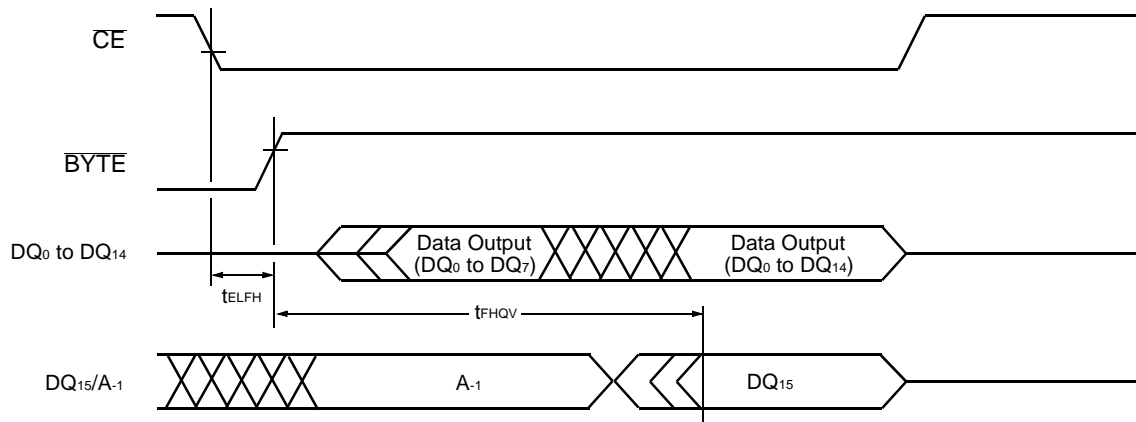 CE
BYTE
DQ0 to DQ14
Data Output
(DQ0 to DQ7)
Data Output
(DQ0 to DQ14)
tELFH
tFHQV
DQ15/A-1
A-1
DQ15